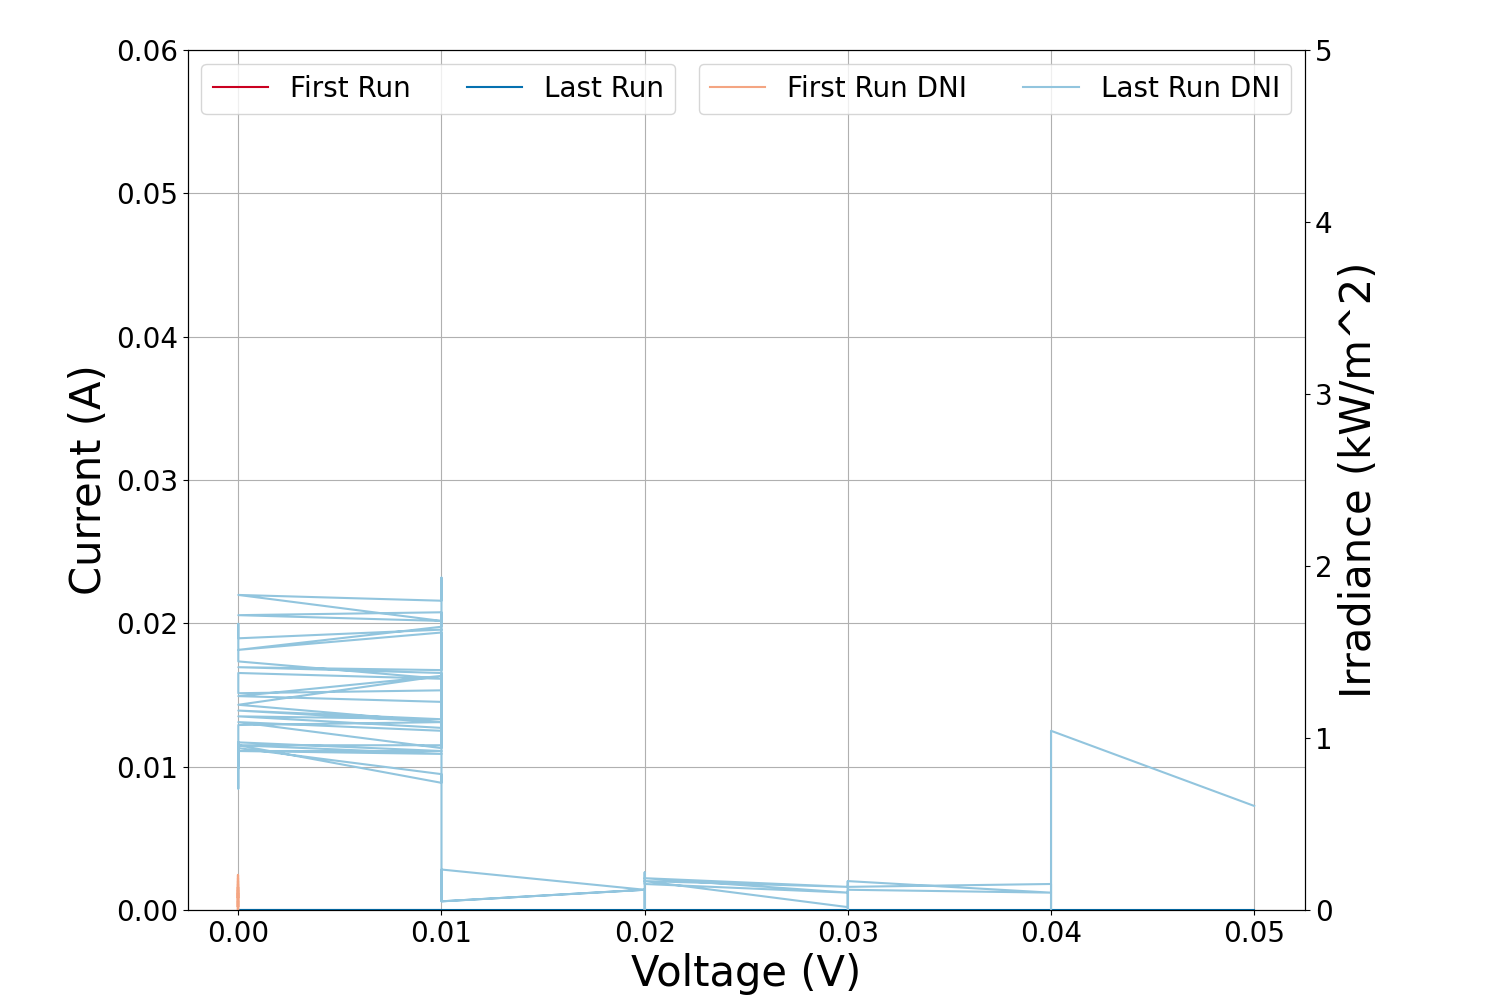 First Run
Last Run
First Run DNI
Last Run DNI
0.06
0.05
0.04
0.03
0.02
0.01
0.00
Current (A)
5
4
3
2
1
0
Irradiance (kW/m^2)
0.00
0.01
0.02
0.03
0.04
0.05
Voltage (V)